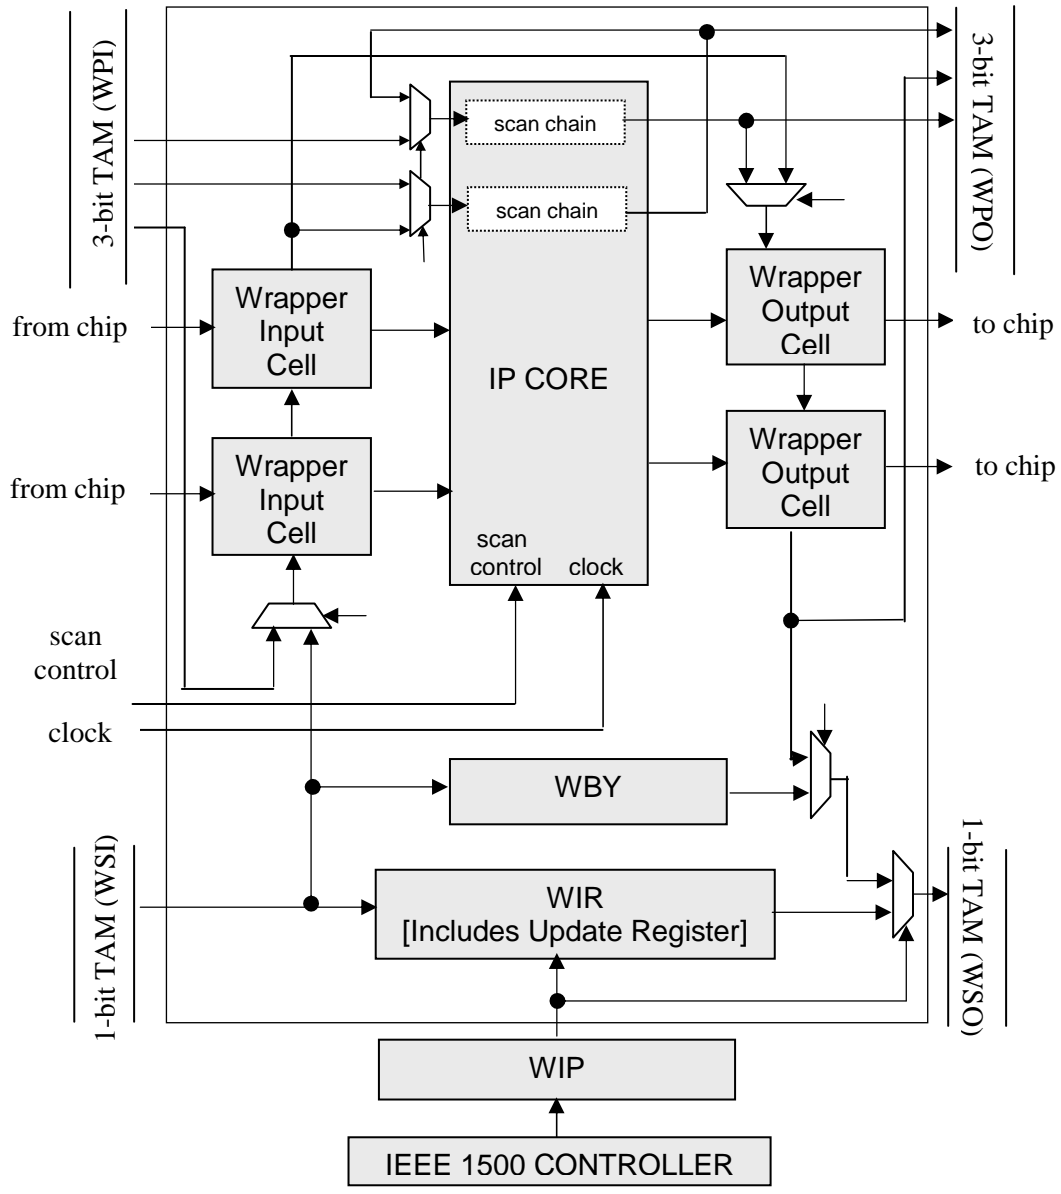 3-bit TAM (WPI)
3-bit TAM (WPO)
scan chain
scan chain
Wrapper
Input
Cell
Wrapper
Output
Cell
from chip
to chip
IP CORE
Wrapper
Input
Cell
Wrapper
Output
Cell
from chip
to chip
scan
control
clock
scan
control
clock
WBY
1-bit TAM (WSI)
WIR
[Includes Update Register]
1-bit TAM (WSO)
WIP
IEEE 1500 CONTROLLER